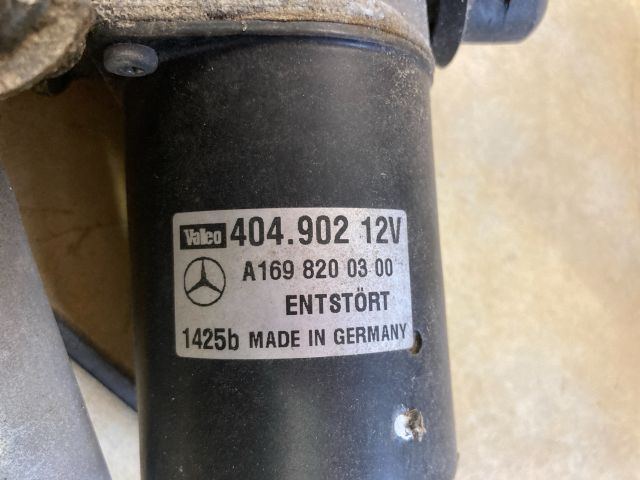 Valeo 404.902 12V
A169 820 03 00
ENTSTÖRT
1425b MADE IN GERMANY